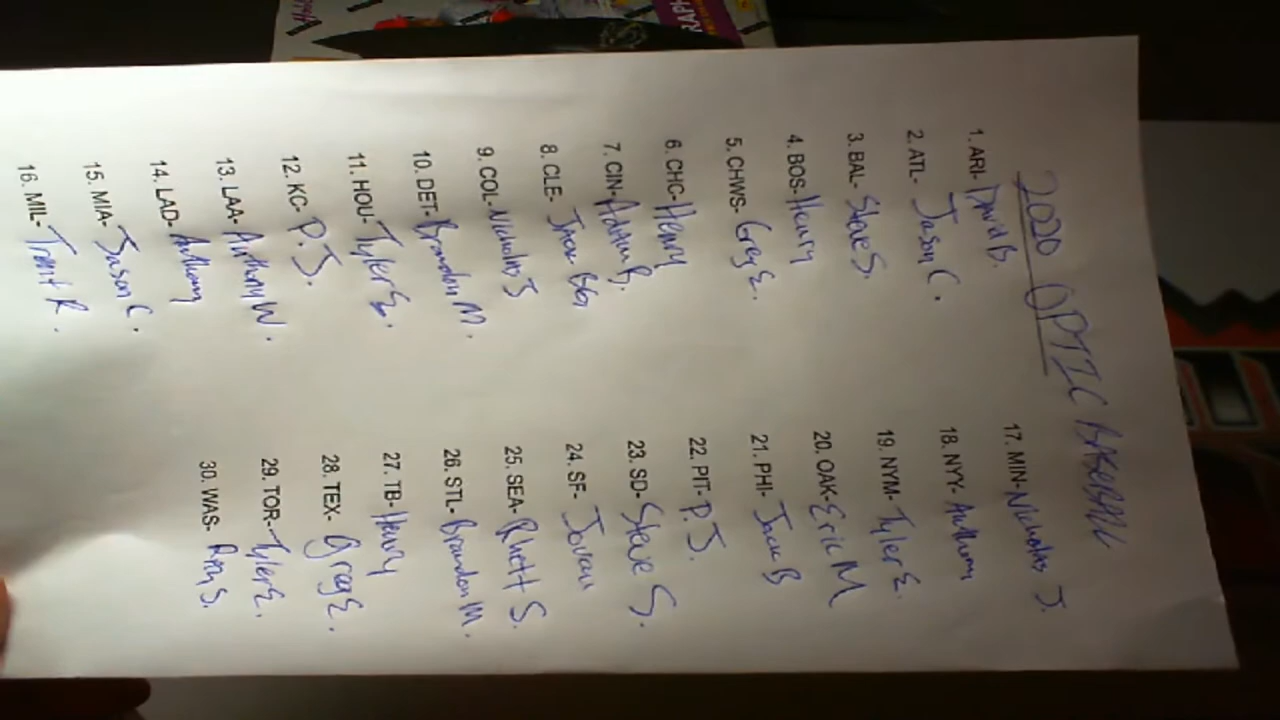 2020 OPTIC BASEBALL
1. ARI- David B.
2. ATL- Jason C.
3. BAL- Steve S.
4. BOS- Henry
5. CHWS- Greg E.
6. CHC- Henry
7. CIN- B.
8. CLE-
9. COL- Nicholas J
10. DET- Brandon M.
11. HOU- Tyler E.
12. KC- P.J.
13. LAA- Anthony W.
14. LAD- Anthony
15. MIA- Jason C.
16. MIL- Trent R.
17. MIN- Nicholas J.
18. NYY- Anthony
19. NYM- Tyler E.
20. OAK- Eric M
21. PHI- B
22. PIT- P.J.
23. SD- Steve S.
24. SF- Jovan
25. SEA- Rhett S.
26. STL- Brandon M.
27. TB- Henry
28. TEX- Greg E.
29. TOR- Tyler E.
30. WAS- S.